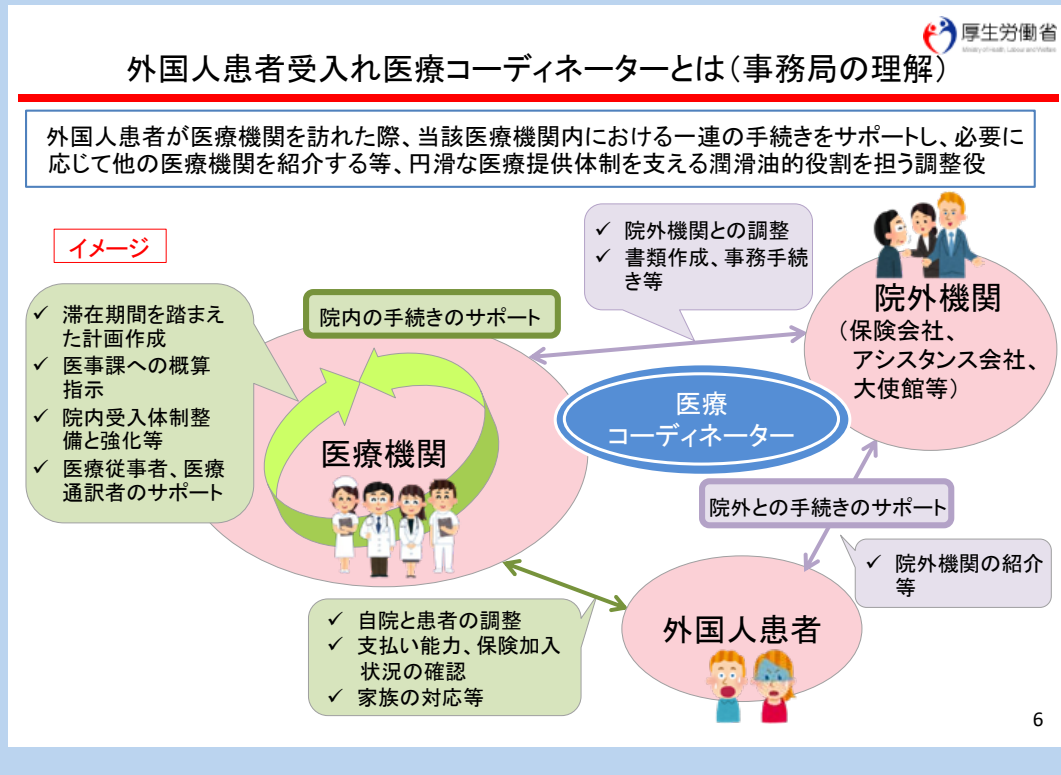 厚生労働省
Ministry of Health, Labour and Welfare
外国人患者受入れ医療コーディネーターとは（事務局の理解）
外国人患者が医療機関を訪れた際、当該医療機関内における一連の手続きをサポートし、必要に
応じて他の医療機関を紹介する等、円滑な医療提供体制を支える潤滑油的役割を担う調整役
イメージ
✓ 滞在期間を踏まえ
た計画作成
✓ 医事課への概算
指示
✓ 院内受入体制整
備と強化等
✓ 医療従事者、医療
通訳者のサポート
院内の手続きのサポート
医療機関
✓ 院外機関との調整
✓ 書類作成、事務手続
き等
院外機関
（保険会社、
アシスタンス会社、
大使館等）
医療
コーディネーター
院外との手続きのサポート
✓ 院外機関の紹介
等
✓ 自院と患者の調整
✓ 支払い能力、保険加入
状況の確認
✓ 家族の対応等
外国人患者
6